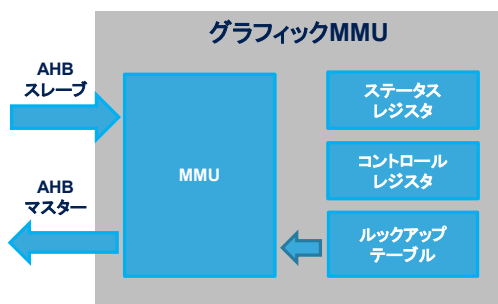 グラフィックMMU
AHB
スレーブ
AHB
マスター
MMU
ステータス
レジスタ
コントロール
レジスタ
ルックアップ
テーブル